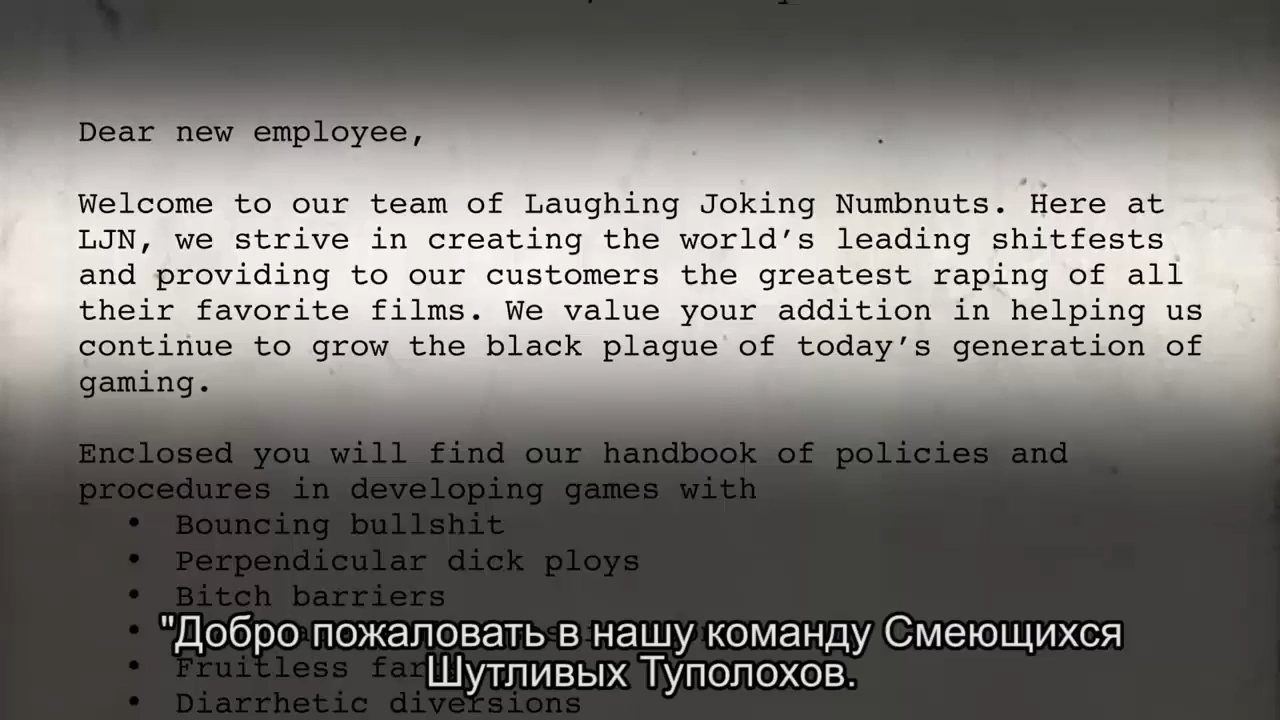 Dear new employee,
Welcome to our team of Laughing Joking Numbnuts. Here at
LJN, we strive in creating the world’s leading shitfests
and providing to our customers the greatest raping of all
their favorite films. We value your addition in helping us
continue to grow the black plague of today’s generation of
gaming.
Enclosed you will find our handbook of policies and
procedures in developing games with
• Bouncing bullshit
• Perpendicular dick ploys
• Bitch barriers
"Добро пожаловать в нашу команду Смеющихся
Шутливых Туполохов.
• Fruitless
• Diarrhetic diversions